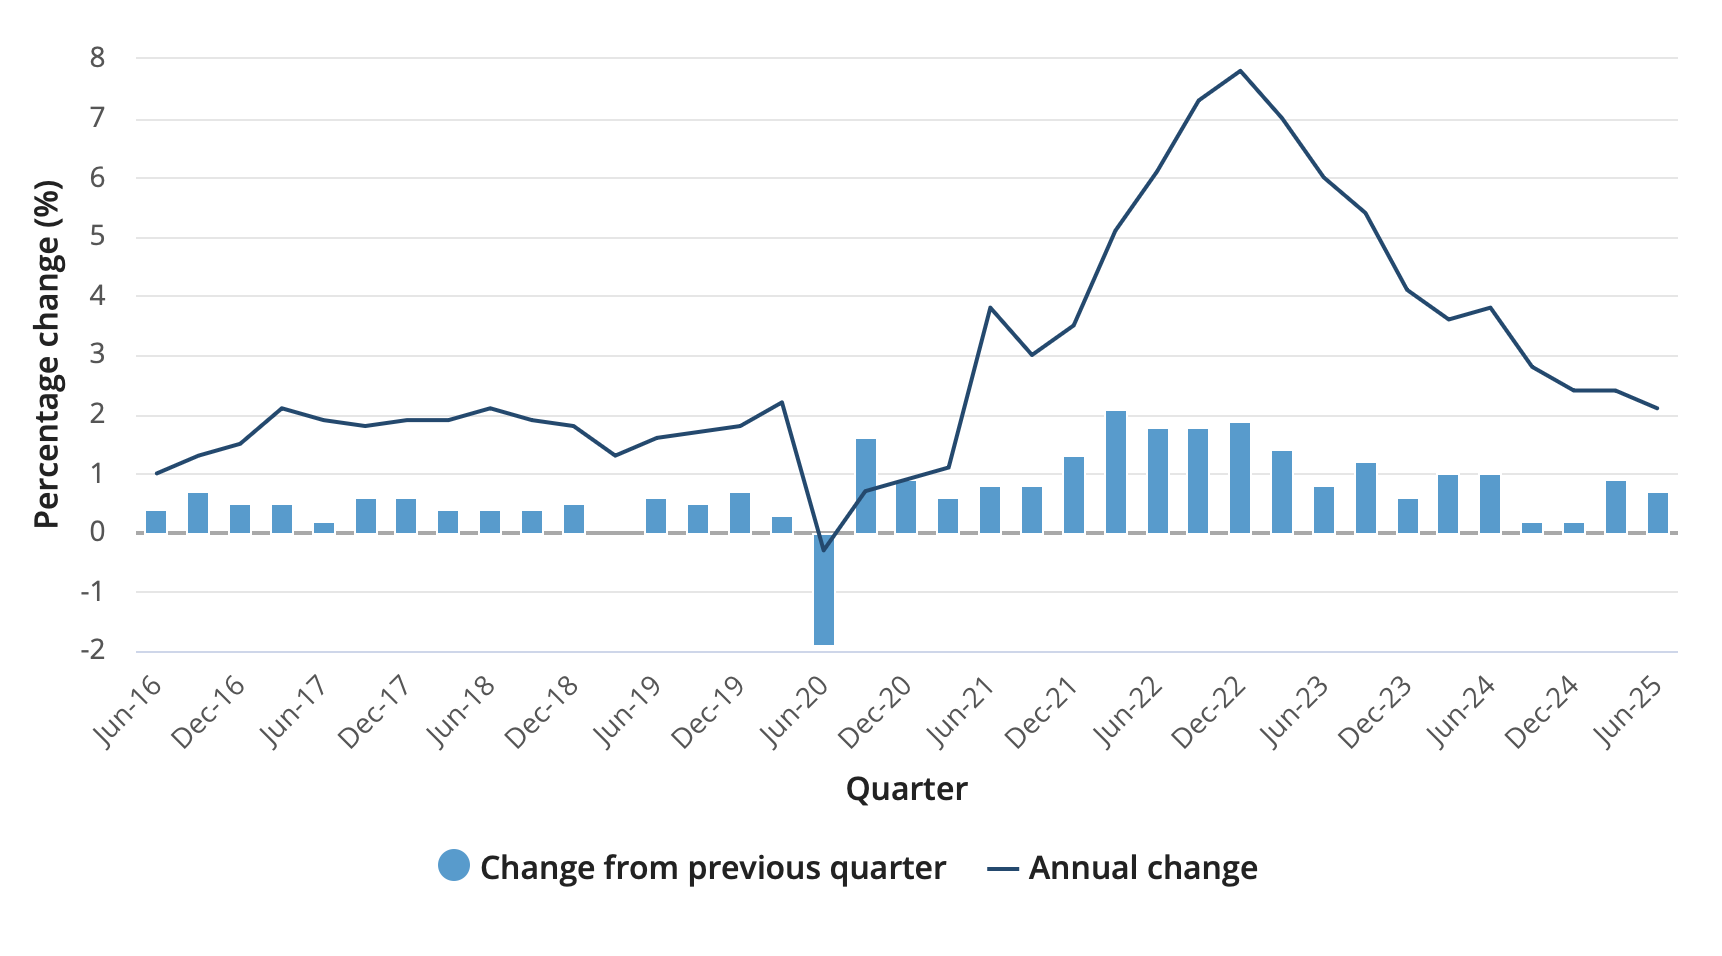 Percentage change (%)
8
7
6
5
4
3
2
1
0
-1
-2
Jun-16
Dec-16
Jun-17
Dec-17
Jun-18
Dec-18
Jun-19
Dec-19
Jun-20
Dec-20
Jun-21
Dec-21
Jun-22
Dec-22
Jun-23
Dec-23
Jun-24
Dec-24
Jun-25
Quarter
Change from previous quarter
Annual change